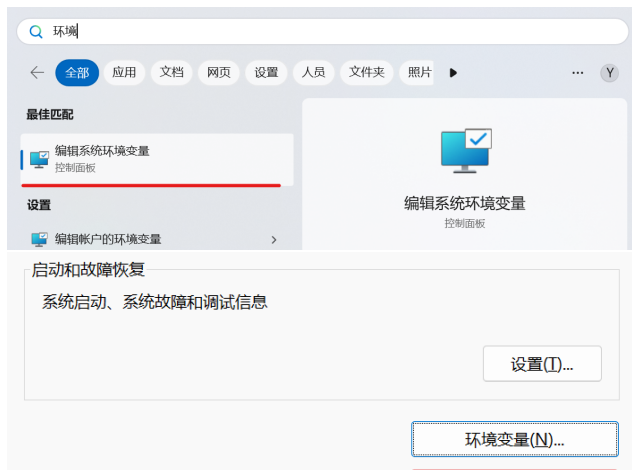 环境
全部 应用 文档 网页 设置 人员 文件夹 照片 ▶ ... Y
最佳匹配
编辑系统环境变量
控制面板
设置
编辑帐户的环境变量
编辑系统环境变量
控制面板
启动和故障恢复
系统启动、系统故障和调试信息
设置(T)...
环境变量(N)...